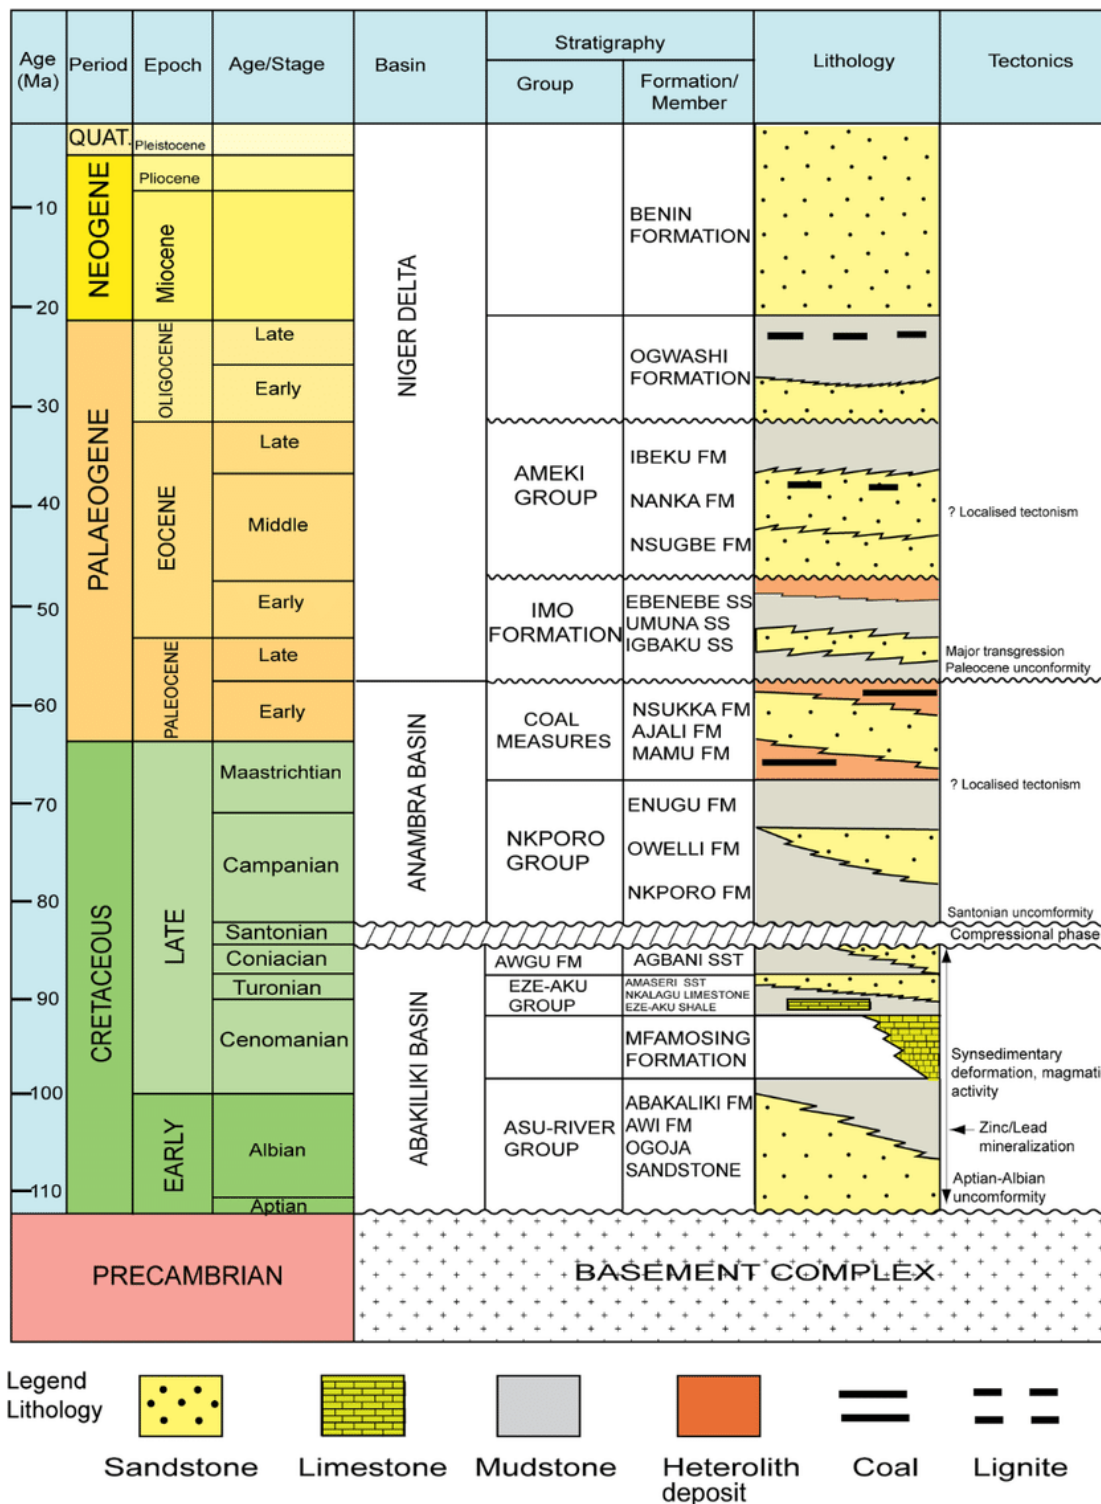 Age
(Ma)
Period
Epoch
Age/Stage
Basin
Stratigraphy
Group
Formation/
Member
Lithology
Tectonics
QUAT.
Pleistocene
NEOGENE
Pliocene
Miocene
10
20
30
40
50
60
70
80
90
100
110
PALAEOGENE
OLIGOCENE
Late
Early
EOCENE
Late
Middle
Early
PALEOCENE
Late
Early
CRETACEOUS
LATE
Maastrichtian
Campanian
Santonian
Coniacian
Turonian
Cenomanian
EARLY
Albian
Aptian
PRECAMBRIAN
NIGER DELTA
ANAMBRA BASIN
ABAKILIKI BASIN
BENIN
FORMATION
OGWASHI
FORMATION
AMEKI
GROUP
IBEKU FM
NANKA FM
NSUGBE FM
IMO
FORMATION
EBENEBE SS
UMUNA SS
IGBAKU SS
COAL
MEASURES
NSUKKA FM
AJALI FM
MAMU FM
NKPORO
GROUP
ENUGU FM
OWELLI FM
NKPORO FM
AWGU FM
AGBANI SST
EZE-AKU
GROUP
AMASERI SST
NKALAGU LIMESTONE
EZE-AKU SHALE
MFAMOSING
FORMATION
ASU-RIVER
GROUP
ABAKALIKI FM
AWI FM
OGOJA
SANDSTONE
BASEMENT COMPLEX
? Localised tectonism
Major transgression
Paleocene unconformity
? Localised tectonism
Santonian uncomformity
Compressional phase
Synsedimentary
deformation, magmati
activity
Zinc/Lead
mineralization
Aptian-Albian
uncomformity
Legend
Lithology
Sandstone
Limestone
Mudstone
Heterolith
deposit
Coal
Lignite